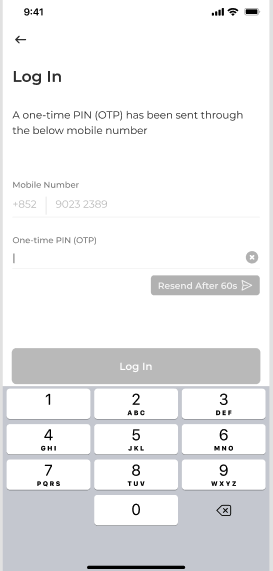 9:41
Log In
A one-time PIN (OTP) has been sent through
the below mobile number
Mobile Number
+852 9023 2389
One-time PIN (OTP)
Resend After 60s
Log In
1 2 3
ABC DEF
4 5 6
GHI JKL MNO
7 8 9
PQRS TUV WXYZ
0